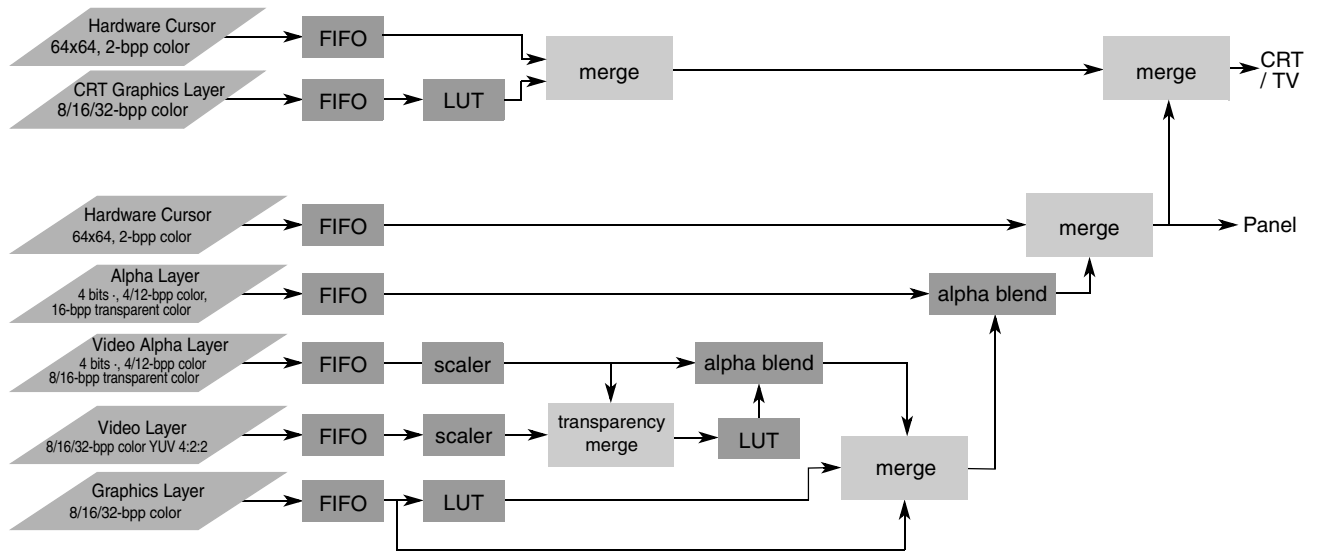 Hardware Cursor
64x64, 2-bpp color
FIFO
merge
merge
CRT
/ TV
CRT Graphics Layer
8/16/32-bpp color
FIFO
LUT
Hardware Cursor
64x64, 2-bpp color
FIFO
merge
Panel
Alpha Layer
4 bits ·, 4/12-bpp color,
16-bpp transparent color
FIFO
alpha blend
Video Alpha Layer
4 bits ·, 4/12-bpp color
8/16-bpp transparent color
FIFO
scaler
alpha blend
Video Layer
8/16/32-bpp color YUV 4:2:2
FIFO
scaler
transparency
merge
LUT
merge
Graphics Layer
8/16/32-bpp color
FIFO
LUT